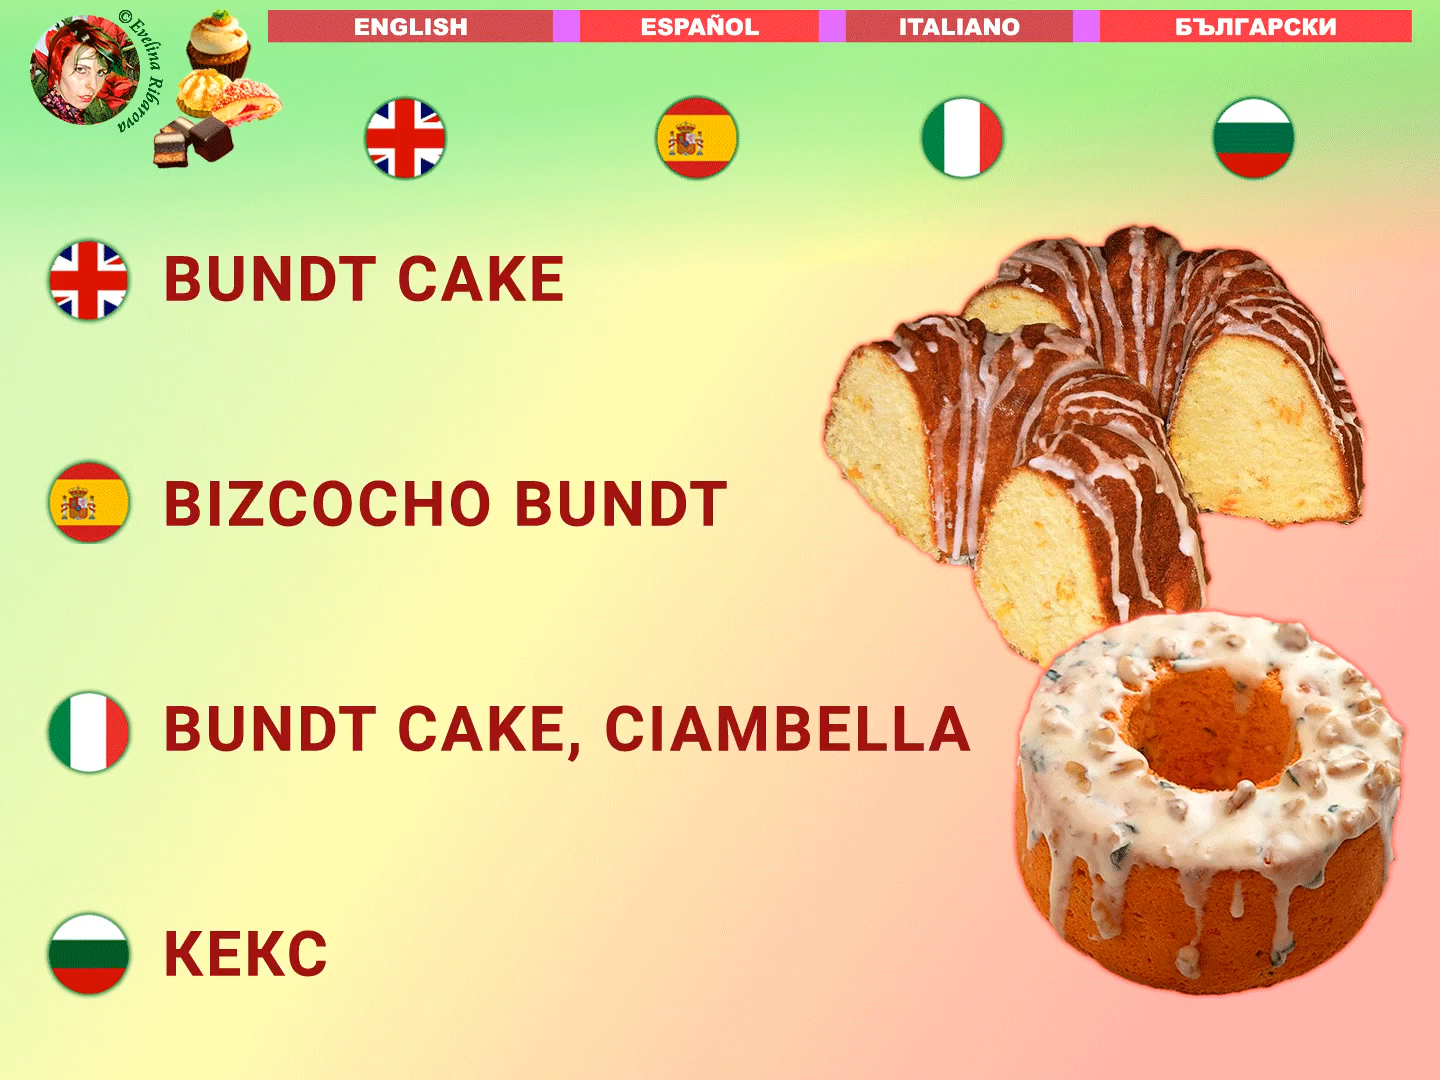 © Evelina Ribarova
ENGLISH
ESPAÑOL
ITALIANO
БЪЛГАРСКИ
BUNDT CAKE
BIZCOCHO BUNDT
BUNDT CAKE, CIAMBELLA
КЕКС